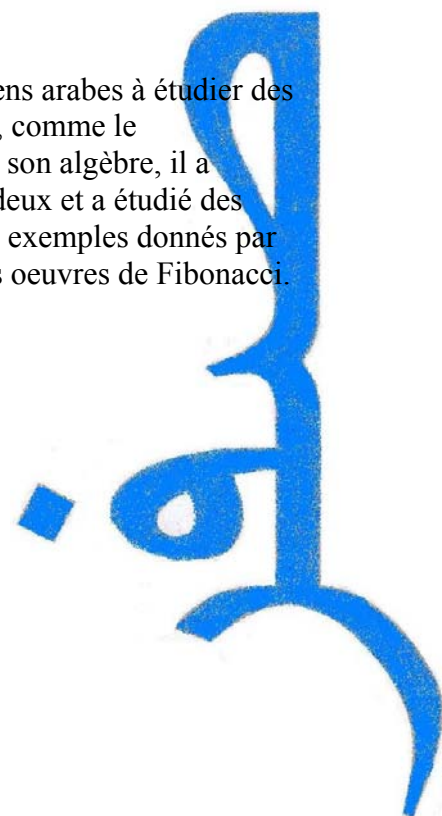 ens arabes à étudier des
, comme le
son algèbre, il a
deux et a étudié des
exemples donnés par
s oeuvres de Fibonacci.
صفر